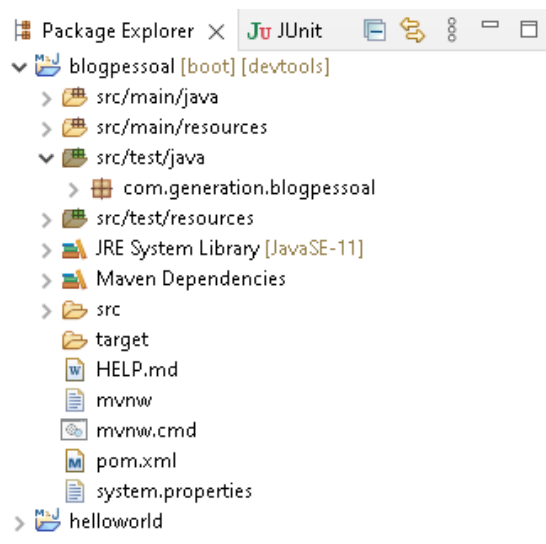 Package Explorer JUnit
blogpessoal [boot] [devtools]
src/main/java
src/main/resources
src/test/java
com.generation.blogpessoal
src/test/resources
JRE System Library [JavaSE-11]
Maven Dependencies
src
target
HELP.md
mvnw
mvnw.cmd
pom.xml
system.properties
helloworld